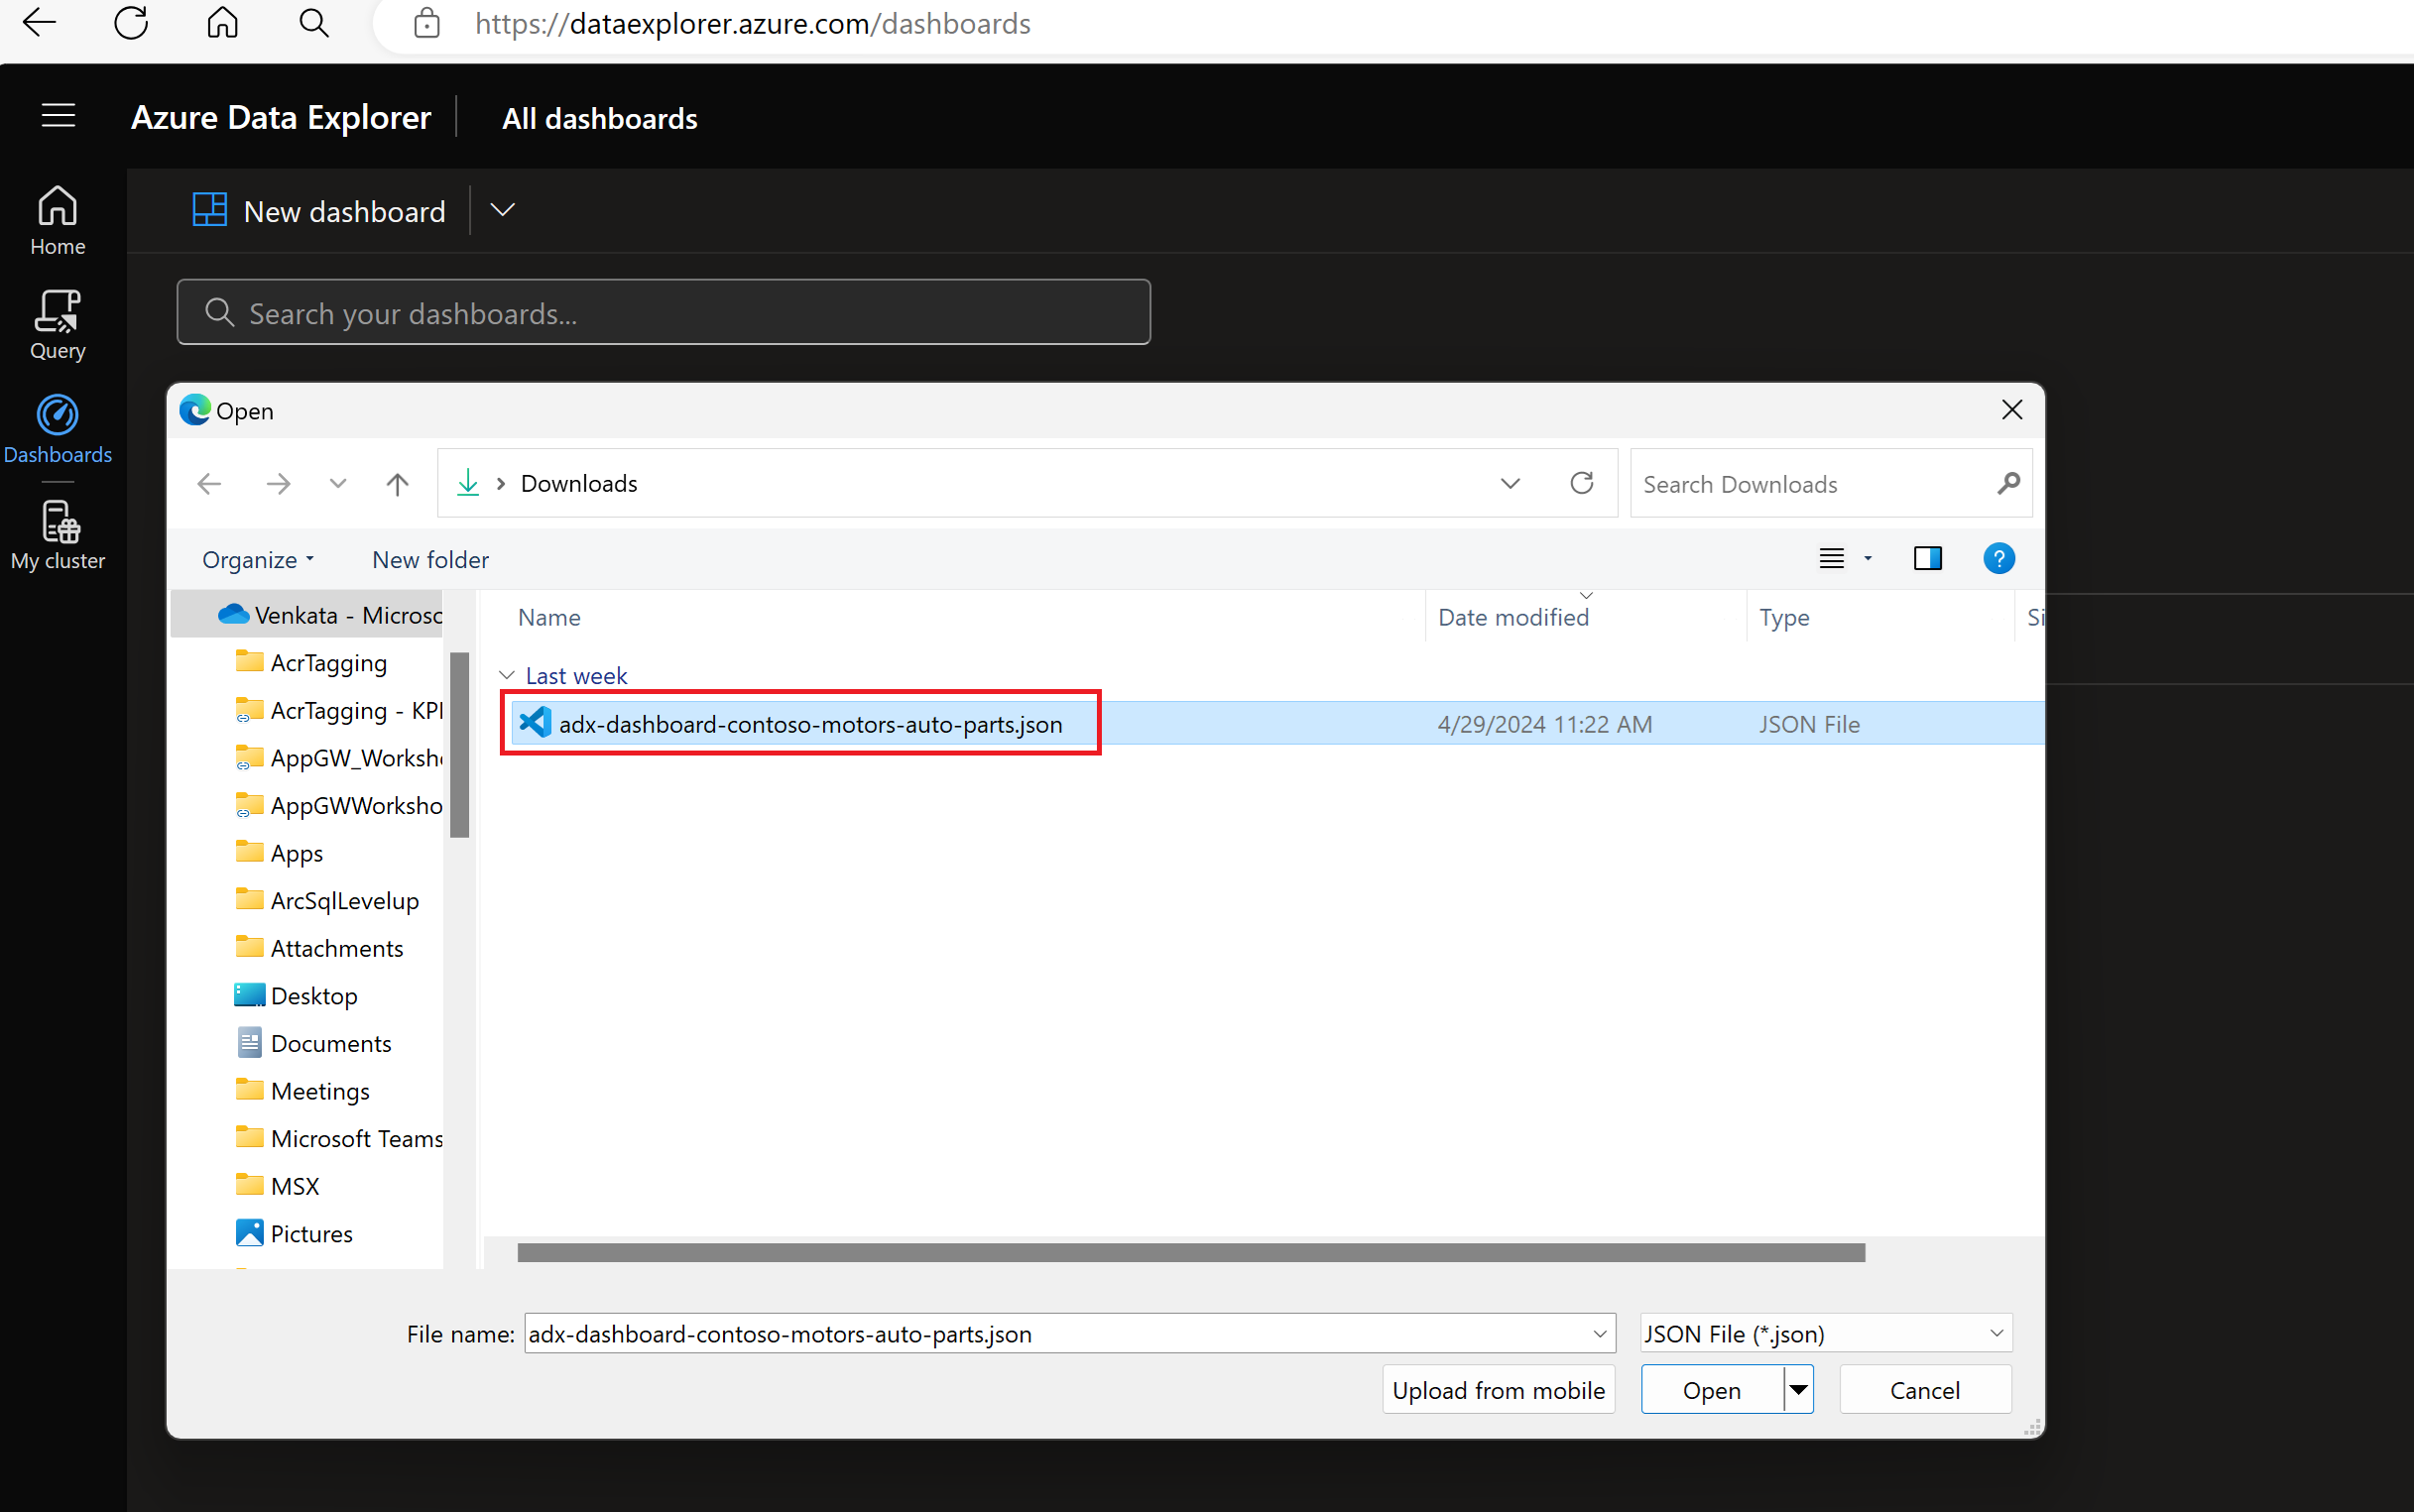 https://dataexplorer.azure.com/dashboards
Azure Data Explorer
All dashboards
New dashboard
Home
Search your dashboards...
Query
Dashboards
My cluster
Open
Downloads
Search Downloads
Organize
New folder
?
Venkata - Microsc
Name
Date modified
Type
Si
AcrTagging
AcrTagging - KPI
AppGW_Worksho
AppGWWorksho
Apps
ArcSqlLevelup
Attachments
Desktop
Documents
Meetings
Microsoft Teams
MSX
Pictures
Last week
adx-dashboard-contoso-motors-auto-parts.json
4/29/2024 11:22 AM
JSON File
File name:
adx-dashboard-contoso-motors-auto-parts.json
JSON File (*.json)
Upload from mobile
Open
Cancel